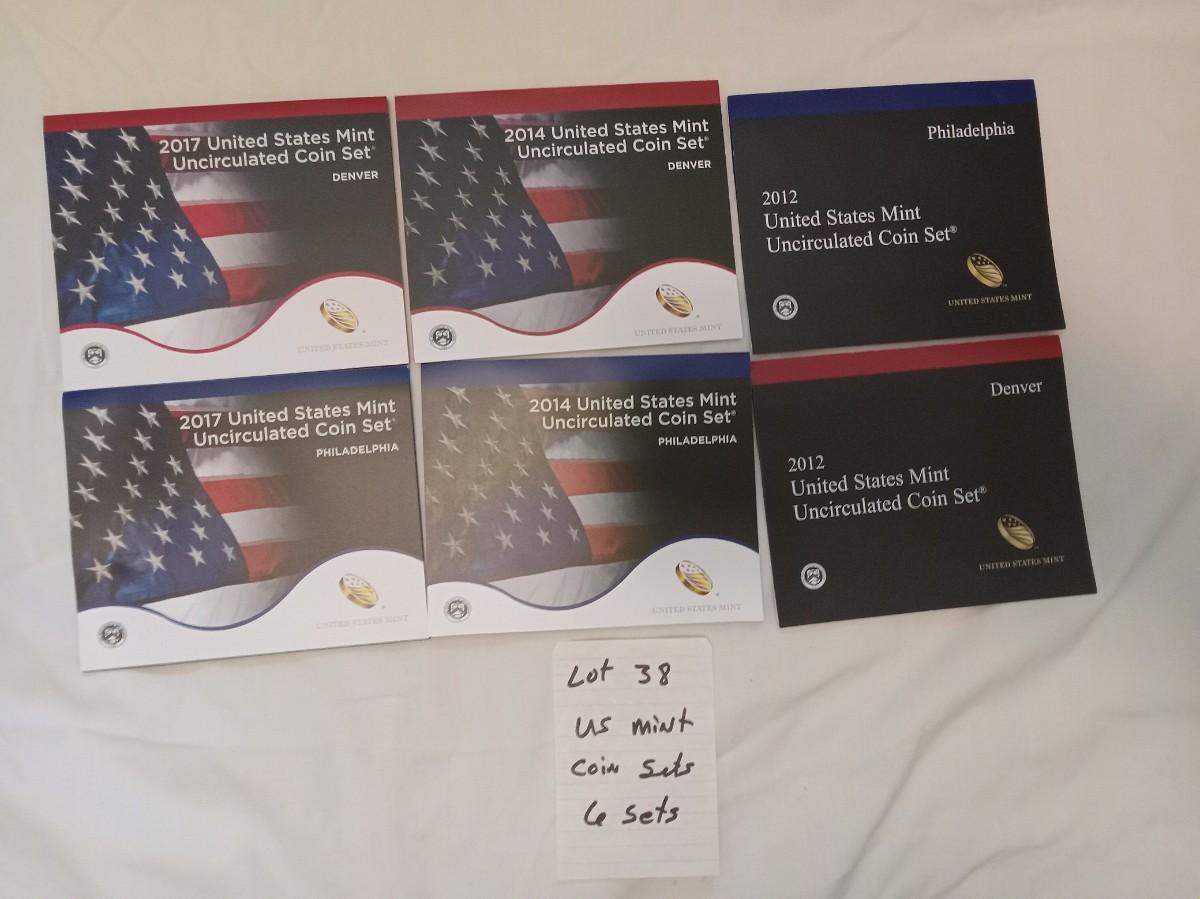 2017 United States Mint
Uncirculated Coin Set®
DENVER
UNITED STATES MINT
2014 United States Mint
Uncirculated Coin Set®
DENVER
UNITED STATES MINT
Philadelphia
2012
United States Mint
Uncirculated Coin Set®
UNITED STATES MINT
2017 United States Mint
Uncirculated Coin Set®
PHILADELPHIA
UNITED STATES MINT
2014 United States Mint
Uncirculated Coin Set®
PHILADELPHIA
UNITED STATES MINT
Denver
2012
United States Mint
Uncirculated Coin Set®
UNITED STATES MINT
Lot 38
US mint
Coin Sets
6 Sets